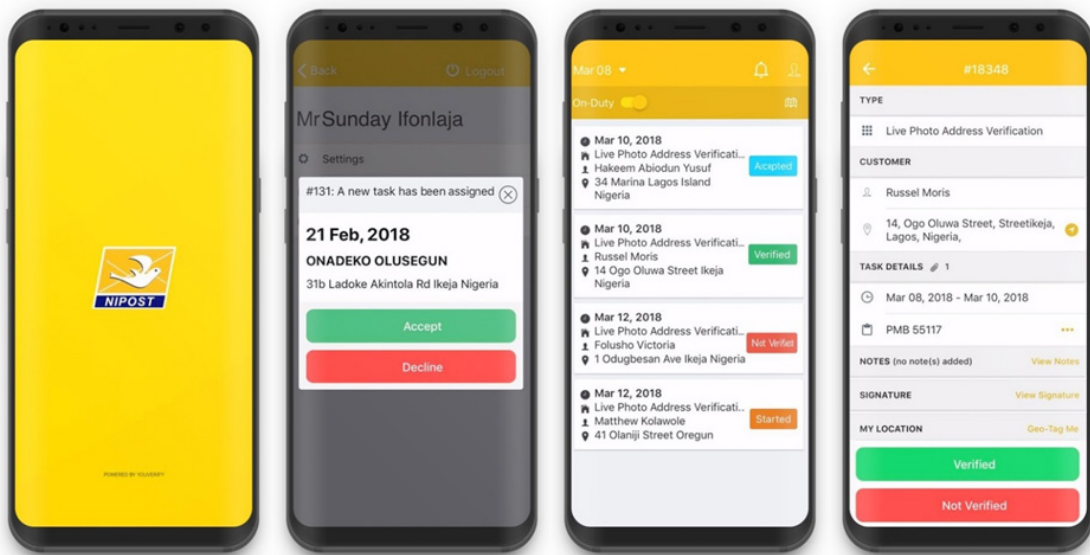 NIPOST
POWERED BY YOUVERIFY
Back
Logout
Mr Sunday Ifonlaja
Settings
#131: A new task has been assigned
21 Feb, 2018
ONADEKO OLUSEGUN
31b Ladoke Akintola Rd Ikeja Nigeria
Accept
Decline
Mar 08
On-Duty
Mar 10, 2018
Live Photo Address Verificati...
Hakeem Abiodun Yusuf
34 Marina Lagos Island
Nigeria
Accepted
Mar 10, 2018
Live Photo Address Verificati...
Russel Moris
14 Ogo Oluwa Street Ikeja
Nigeria
Verified
Mar 12, 2018
Live Photo Address Verificati...
Folusho Victoria
1 Odugbesan Ave Ikeja Nigeria
Not Verified
Mar 12, 2018
Live Photo Address Verificati...
Matthew Kolawole
41 Olaniji Street Oregun
Started
#18348
TYPE
Live Photo Address Verification
CUSTOMER
Russel Moris
14, Ogo Oluwa Street, Streetikeja,
Lagos, Nigeria,
TASK DETAILS 1
Mar 08, 2018 - Mar 10, 2018
PMB 55117
NOTES (no note(s) added) View Notes
SIGNATURE View Signature
MY LOCATION Geo-Tag Me
Verified
Not Verified